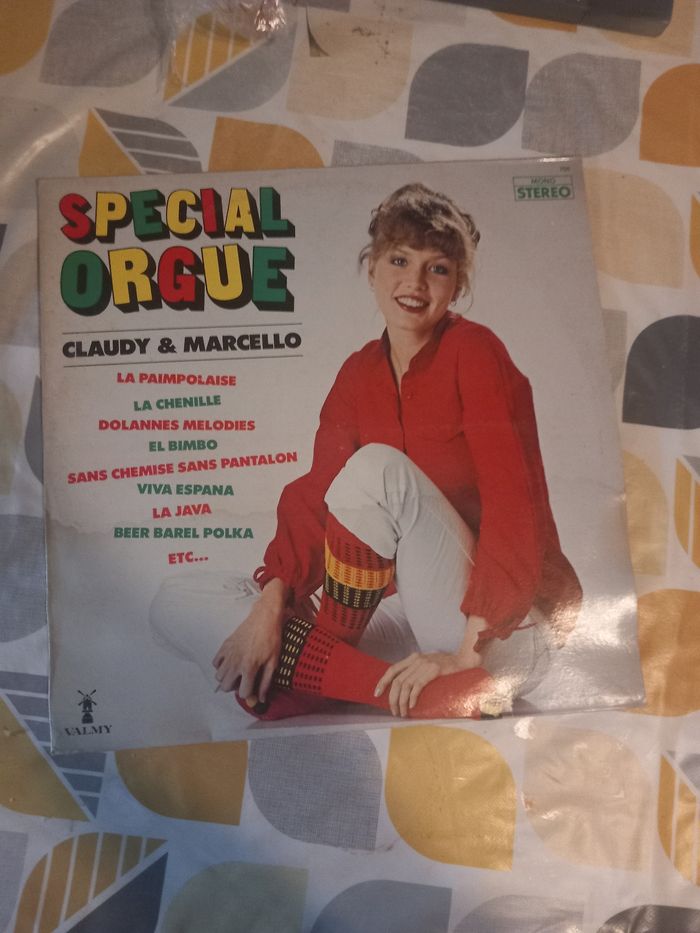 SPECIAL
ORGUE
CLAUDY & MARCELLO
LA PAIMPOLAISE
LA CHENILLE
DOLANNES MELODIES
EL BIMBO
SANS CHEMISE SANS PANTALON
VIVA ESPANA
LA JAVA
BEER BAREL POLKA
ETC...
MONO
STEREO
VALMY